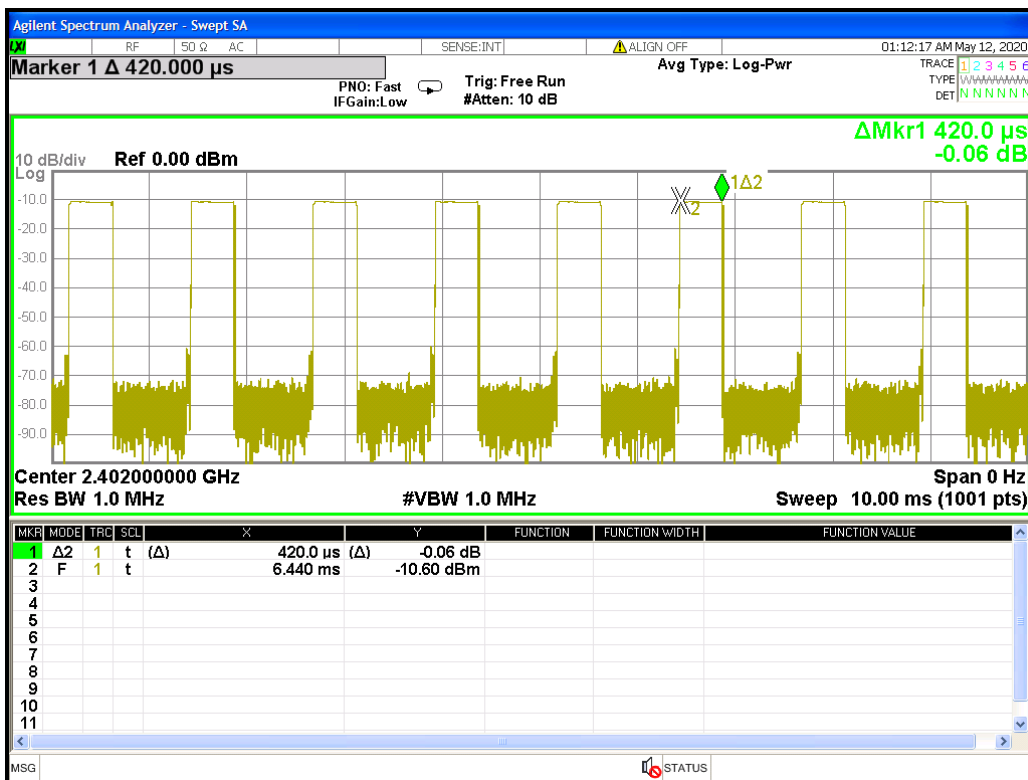 Agilent Spectrum Analyzer - Swept SA
LXI RF 50 Ω AC SENSE:INT ALIGN OFF 01:12:17 AM May 12, 2020
Marker 1 Δ 420.000 µs Avg Type: Log-Pwr TRACE 1 2 3 4 5 6
PNO: Fast Trig: Free Run TYPE WWWWWW
IFGain:Low #Atten: 10 dB DET N N N N N N
ΔMkr1 420.0 µs
10 dB/div Ref 0.00 dBm -0.06 dB
Log
1Δ2
-10.0
2
-20.0
-30.0
-40.0
-50.0
-60.0
-70.0
-80.0
-90.0
Center 2.402000000 GHz Span 0 Hz
Res BW 1.0 MHz #VBW 1.0 MHz Sweep 10.00 ms (1001 pts)
MKR MODE TRC SCL X Y FUNCTION FUNCTION WIDTH FUNCTION VALUE
1 Δ2 1 t (Δ) 420.0 µs (Δ) -0.06 dB
2 F 1 t 6.440 ms -10.60 dBm
3
4
5
6
7
8
9
10
11
MSG STATUS